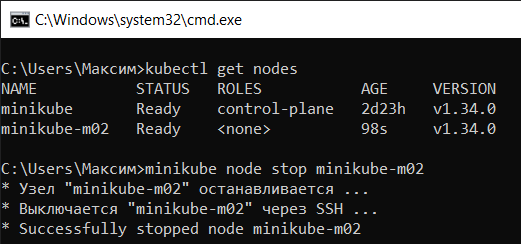 C:\Windows\system32\cmd.exe
C:\Users\Максим>kubectl get nodes
NAME STATUS ROLES AGE VERSION
minikube Ready control-plane 2d23h v1.34.0
minikube-m02 Ready <none> 98s v1.34.0
C:\Users\Максим>minikube node stop minikube-m02
* Узел "minikube-m02" останавливается ...
* Выключается "minikube-m02" через SSH ...
* Successfully stopped node minikube-m02